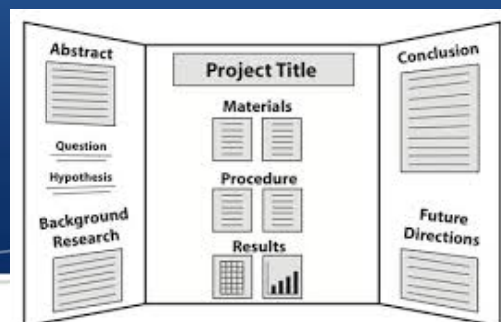 Abstract
Question
Hypothesis
Background
Research
Project Title
Materials
Procedure
Results
Conclusion
Future
Directions